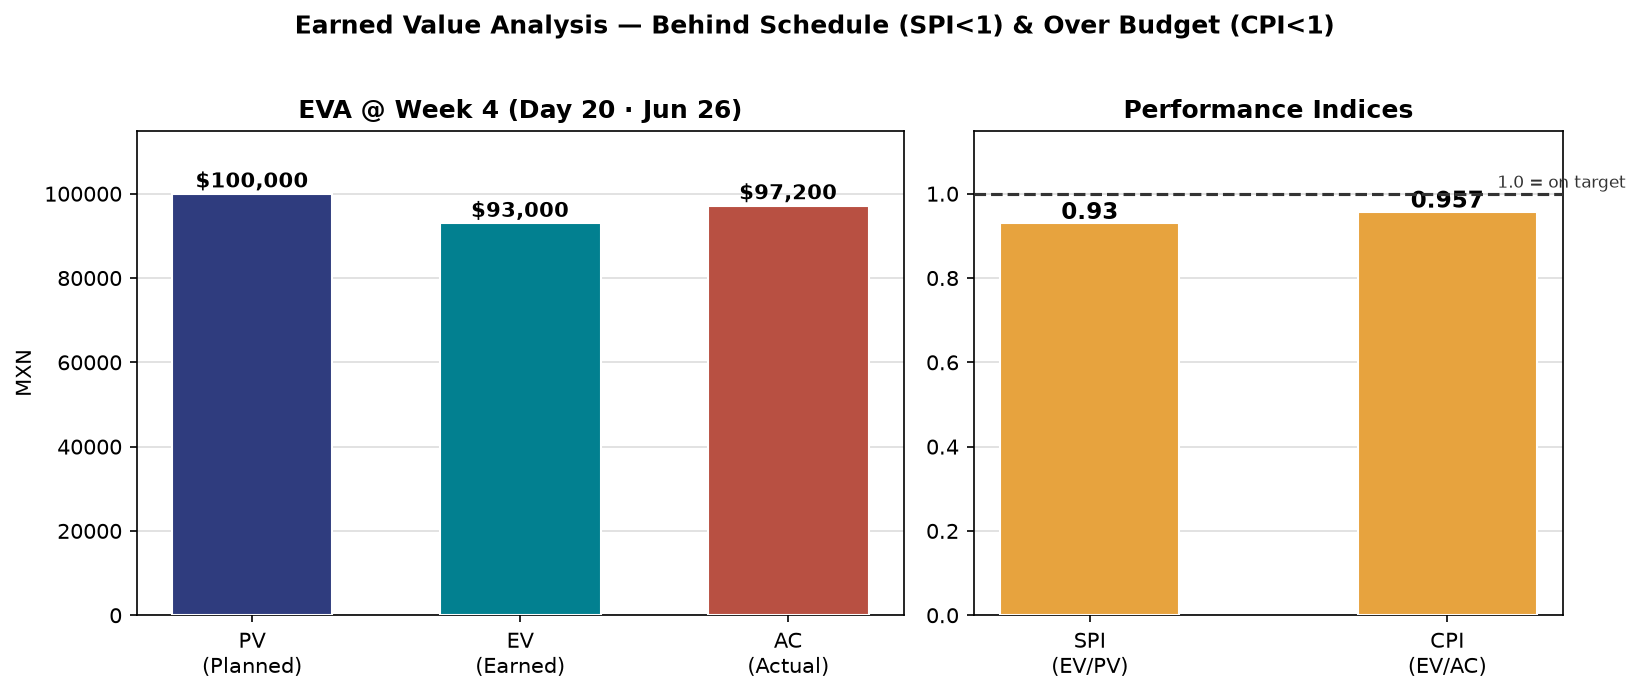 Earned Value Analysis — Behind Schedule (SPI<1) & Over Budget (CPI<1)
EVA @ Week 4 (Day 20 · Jun 26)
MXN
100000
80000
60000
40000
20000
0
$100,000
$93,000
$97,200
PV
(Planned)
EV
(Earned)
AC
(Actual)
Performance Indices
1.0
0.8
0.6
0.4
0.2
0.0
1.0 = on target
0.93
0.957
SPI
(EV/PV)
CPI
(EV/AC)